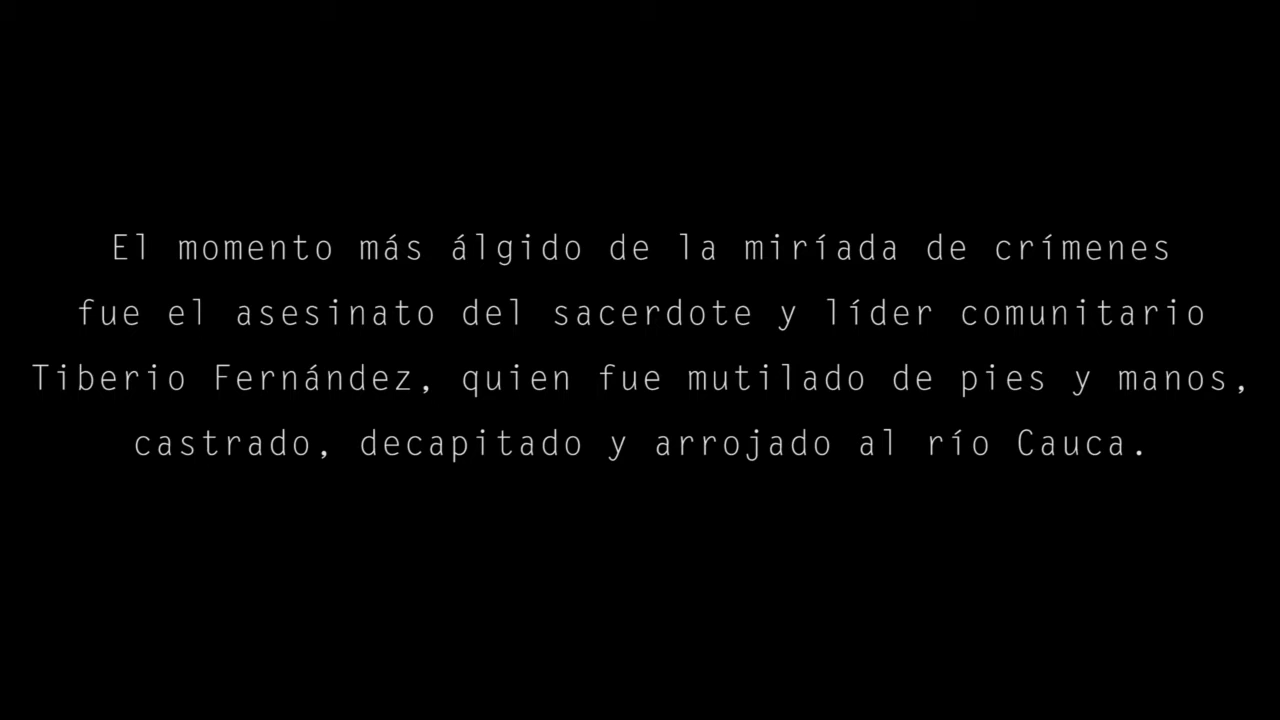 El momento más álgido de la miríada de crímenes
fue el asesinato del sacerdote y líder comunitario
Tiberio Fernández, quien fue mutilado de pies y manos,
castrado, decapitado y arrojado al río Cauca.